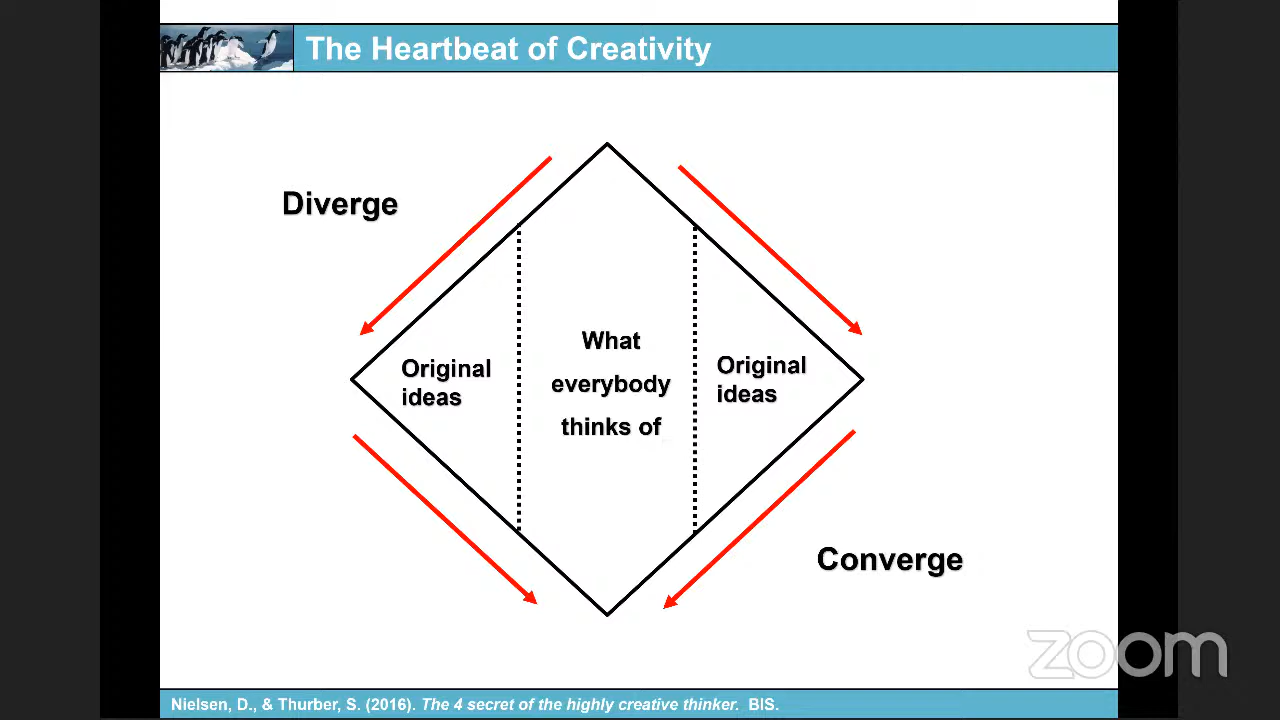 The Heartbeat of Creativity
Diverge
What
everybody
thinks of
Original
ideas
Original
ideas
Converge
zoom
Nielsen, D., & Thurber, S. (2016). The 4 secret of the highly creative thinker. BIS.